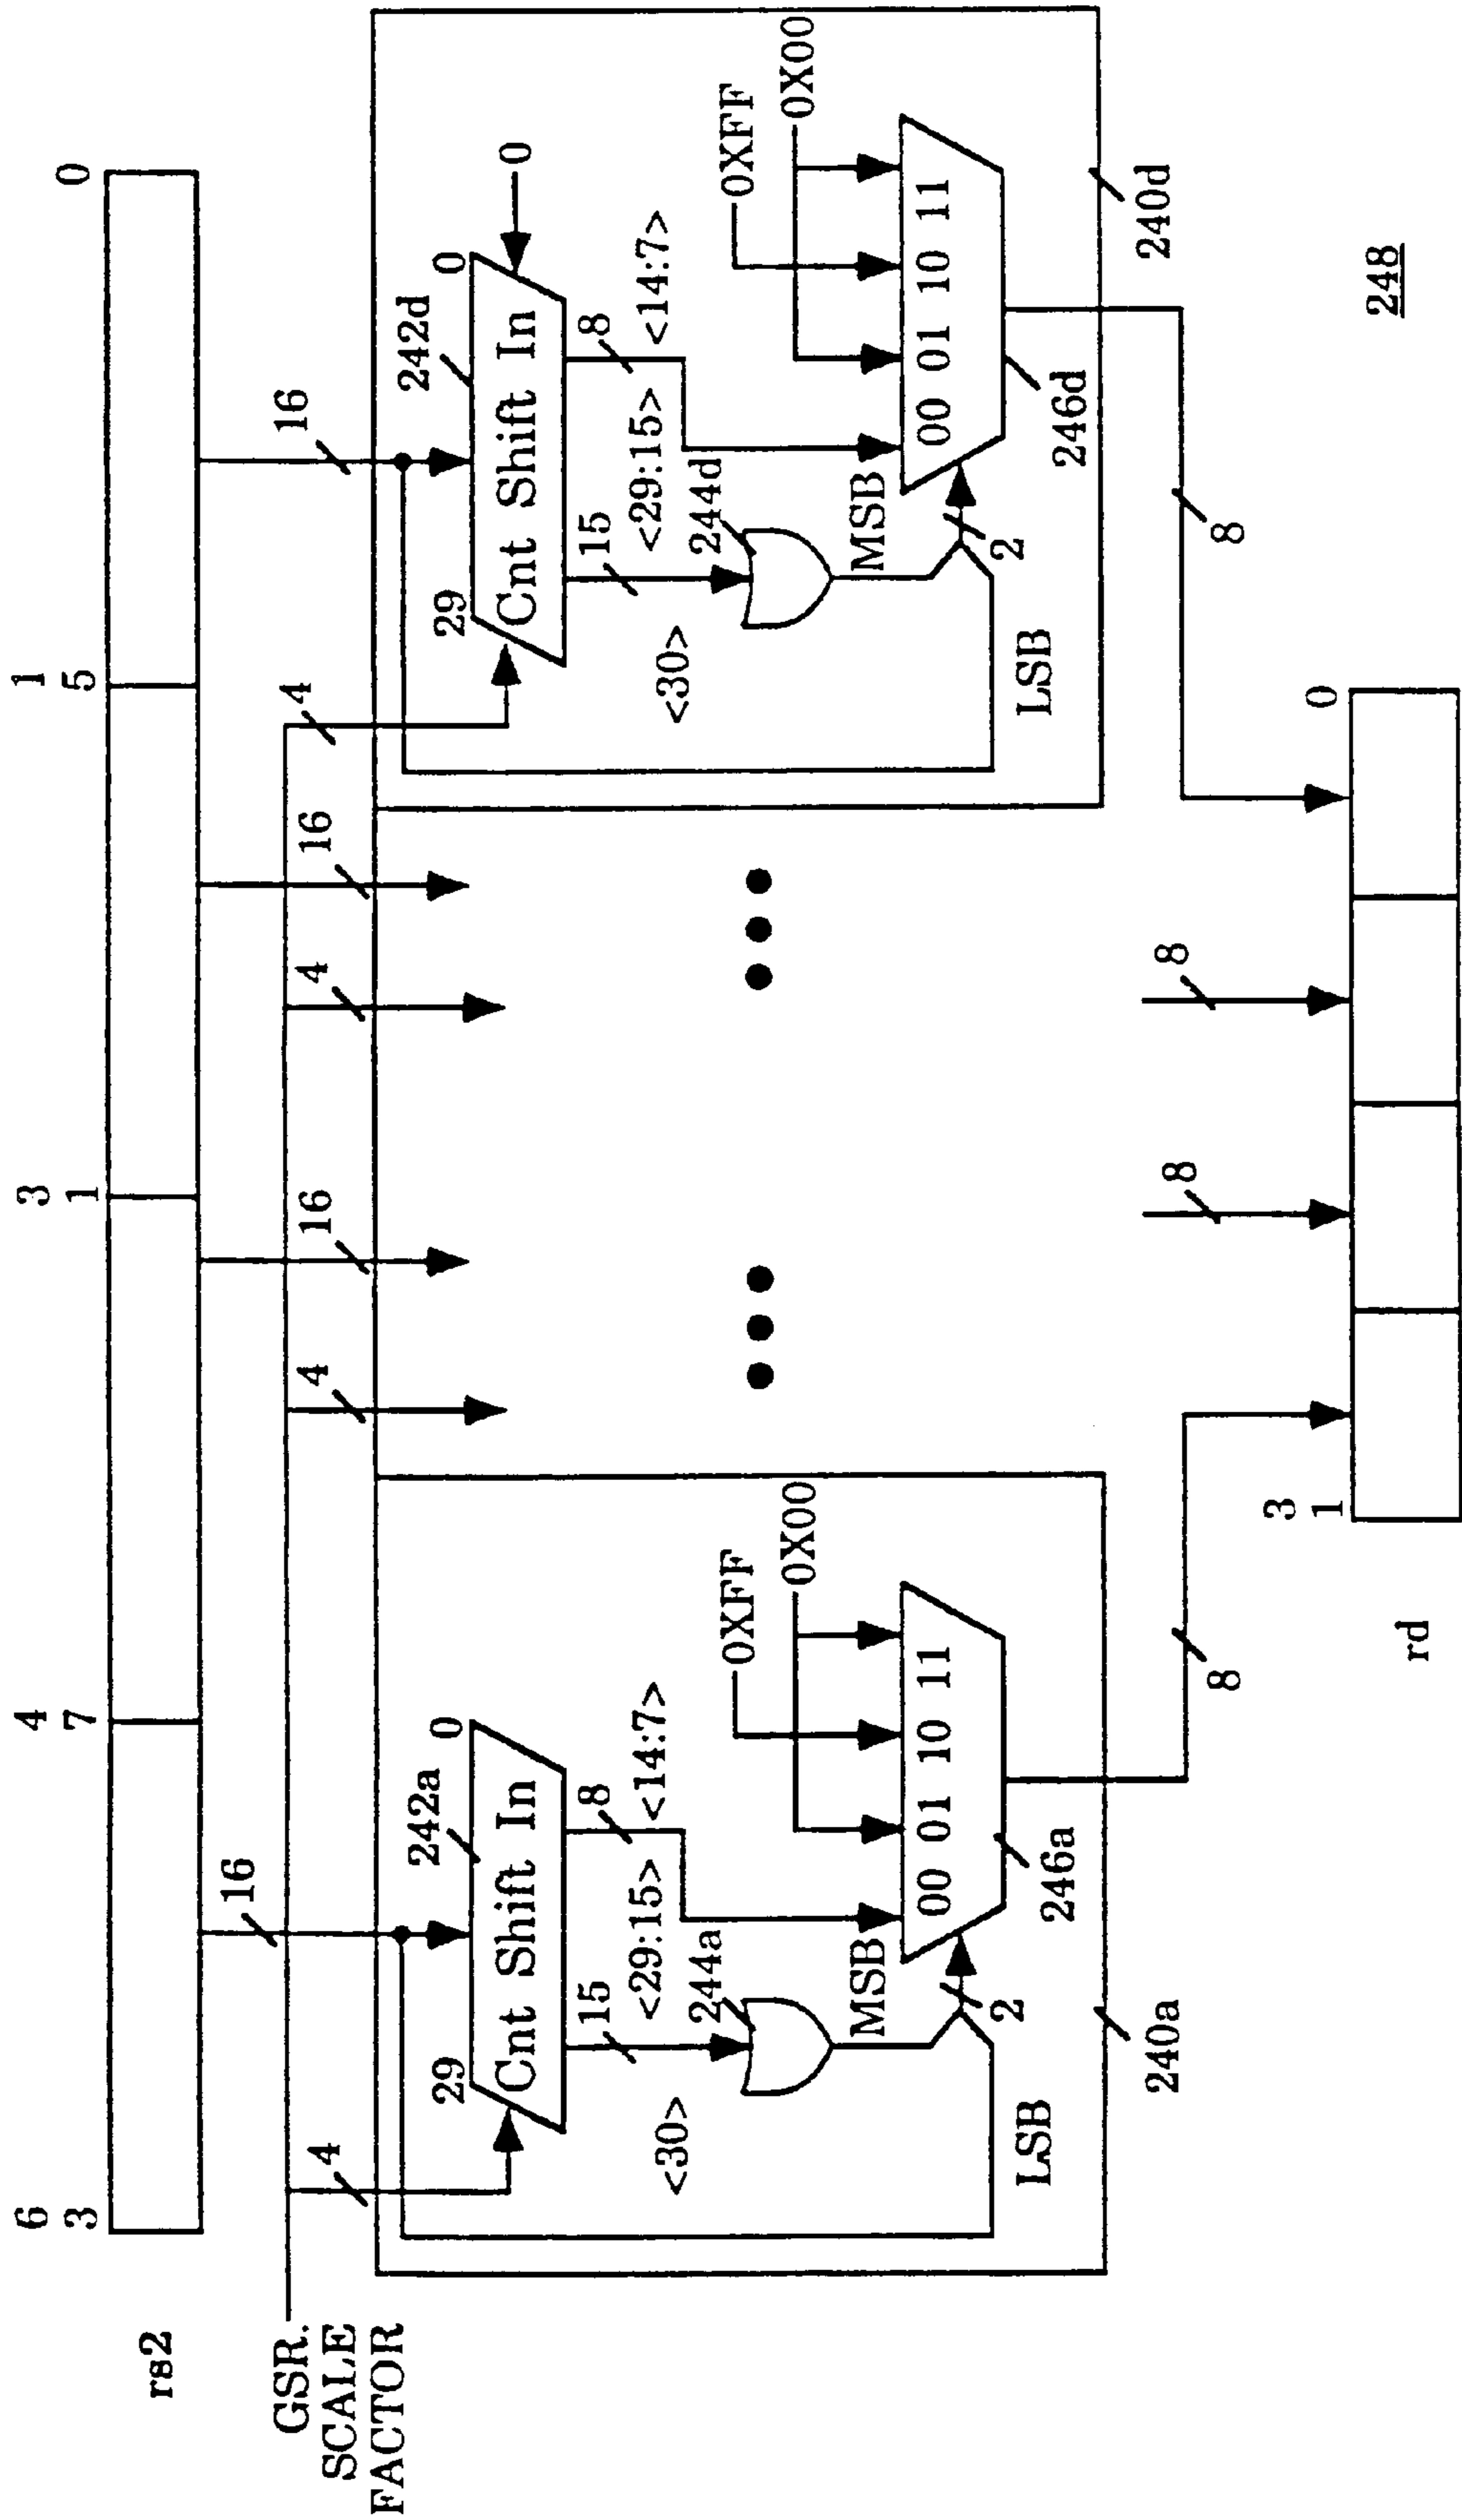 6 3
4 7
3 1
1 5
0
rs2
GSR.
SCALE
FACTOR
16
4
16
4
16
4
16
4
242a
29
0
Cnt Shift In
15
8
<30>
<29:15>
<14:7>
244a
0XFF
0X00
MSB
00 01 10 11
LSB
2
246a
240a
8
242d
29
0
Cnt Shift In
0
15
8
<30>
<29:15>
<14:7>
244d
0XFF
0X00
MSB
00 01 10 11
LSB
2
246d
240d
8
8
8
3 1
0
rd
248